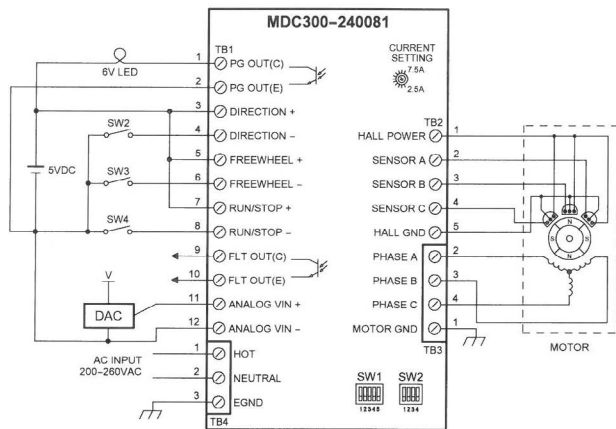 MDC300-240081
TB1
CURRENT
SETTING
7.5A
2.5A
6V LED
1 PG OUT(C)
2 PG OUT(E)
3 DIRECTION +
SW2
4 DIRECTION -
5 FREEWHEEL +
5VDC
SW3
6 FREEWHEEL -
7 RUN/STOP +
SW4
8 RUN/STOP -
9 FLT OUT(C)
10 FLT OUT(E)
V
DAC
11 ANALOG VIN +
12 ANALOG VIN -
AC INPUT
200-260VAC
1 HOT
2 NEUTRAL
3 EGND
TB4
TB2
HALL POWER 1
SENSOR A 2
SENSOR B 3
SENSOR C 4
HALL GND 5
PHASE A 2
PHASE B 3
PHASE C 4
MOTOR GND 1
TB3
N
S S
N
MOTOR
SW1 SW2
12345 1234